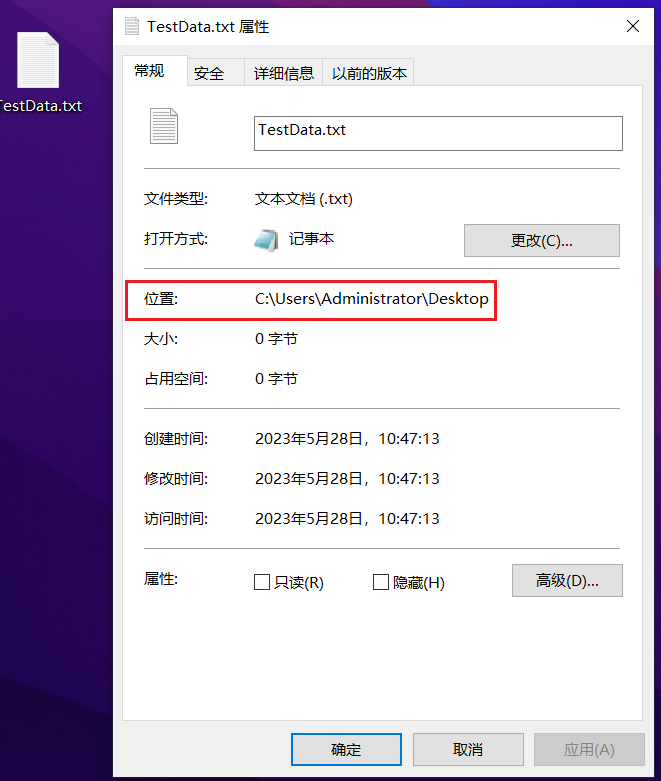 TestData.txt 属性
常规 安全 详细信息 以前的版本
TestData.txt
TestData.txt
文件类型: 文本文档 (.txt)
打开方式: 记事本 更改(C)...
位置: C:\Users\Administrator\Desktop
大小: 0 字节
占用空间: 0 字节
创建时间: 2023年5月28日，10:47:13
修改时间: 2023年5月28日，10:47:13
访问时间: 2023年5月28日，10:47:13
属性: 只读(R) 隐藏(H) 高级(D)...
确定 取消 应用(A)